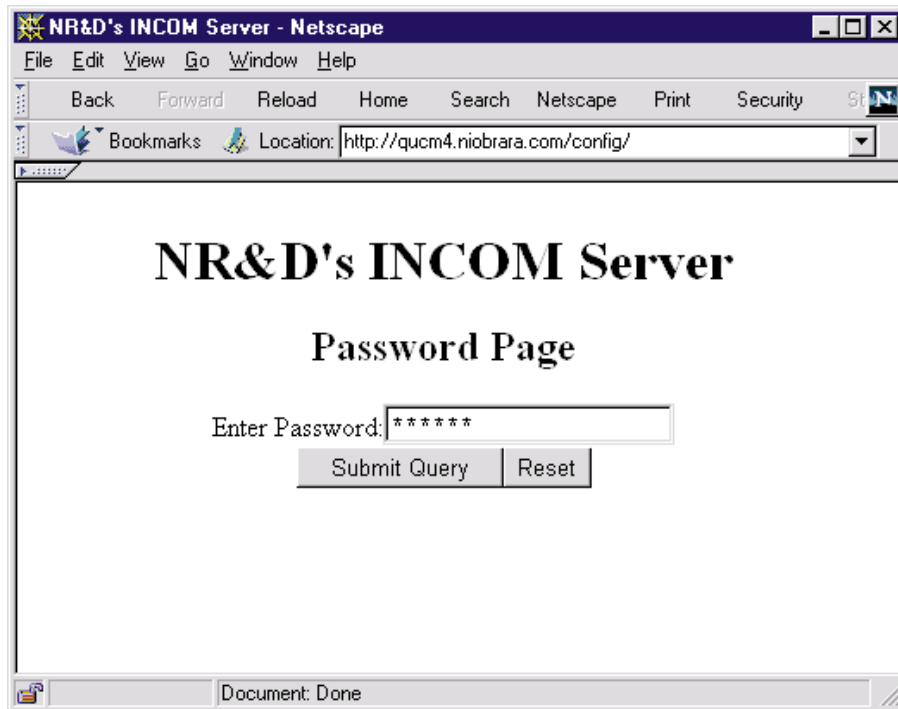 NR&D's INCOM Server - Netscape
File Edit View Go Window Help
Back Forward Reload Home Search Netscape Print Security St N
Bookmarks Location: http://qucm4.niobrara.com/config/
NR&D's INCOM Server
Password Page
Enter Password: ******
Submit Query Reset
Document: Done